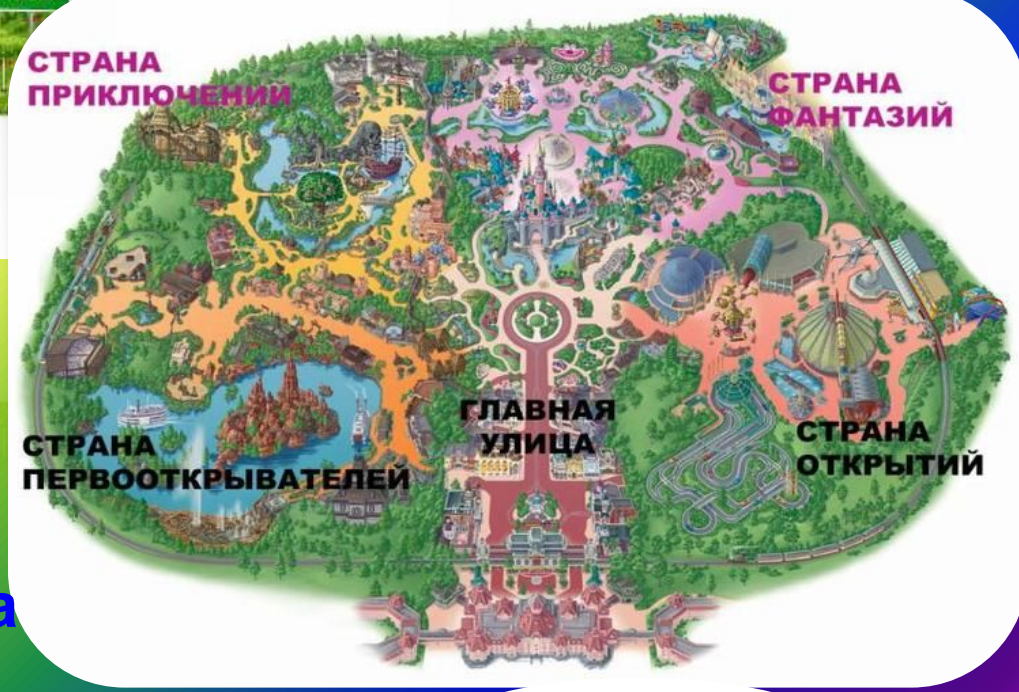 СТРАНА
ПРИКЛЮЧЕНИЙ
СТРАНА
ФАНТАЗИЙ
ГЛАВНАЯ
УЛИЦА
СТРАНА
ПЕРВООТКРЫВАТЕЛЕЙ
СТРАНА
ОТКРЫТИЙ
а